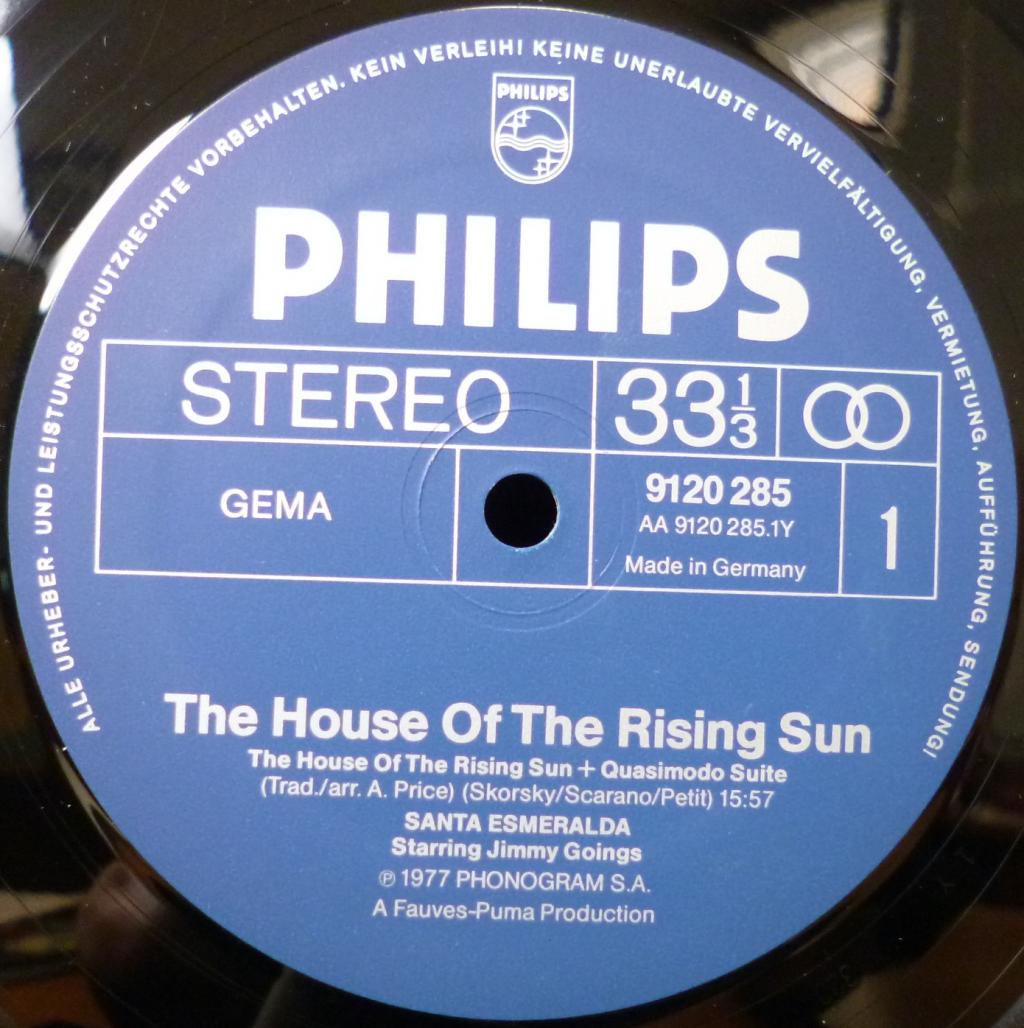 ALLE URHEBER- UND LEISTUNGSSCHUTZRECHTE VORBEHALTEN. KEIN VERLEIH! KEINE UNERLAUBTE VERVIELFÄLTIGUNG, VERMIETUNG, AUFFÜHRUNG, SENDUNG!
PHILIPS
PHILIPS
STEREO
33 1/3
GEMA
9120 285
AA 9120 285.1Y
Made in Germany
1
The House Of The Rising Sun
The House Of The Rising Sun + Quasimodo Suite
(Trad./arr. A. Price) (Skorsky/Scarano/Petit) 15:57
SANTA ESMERALDA
Starring Jimmy Goings
℗ 1977 PHONOGRAM S.A.
A Fauves-Puma Production